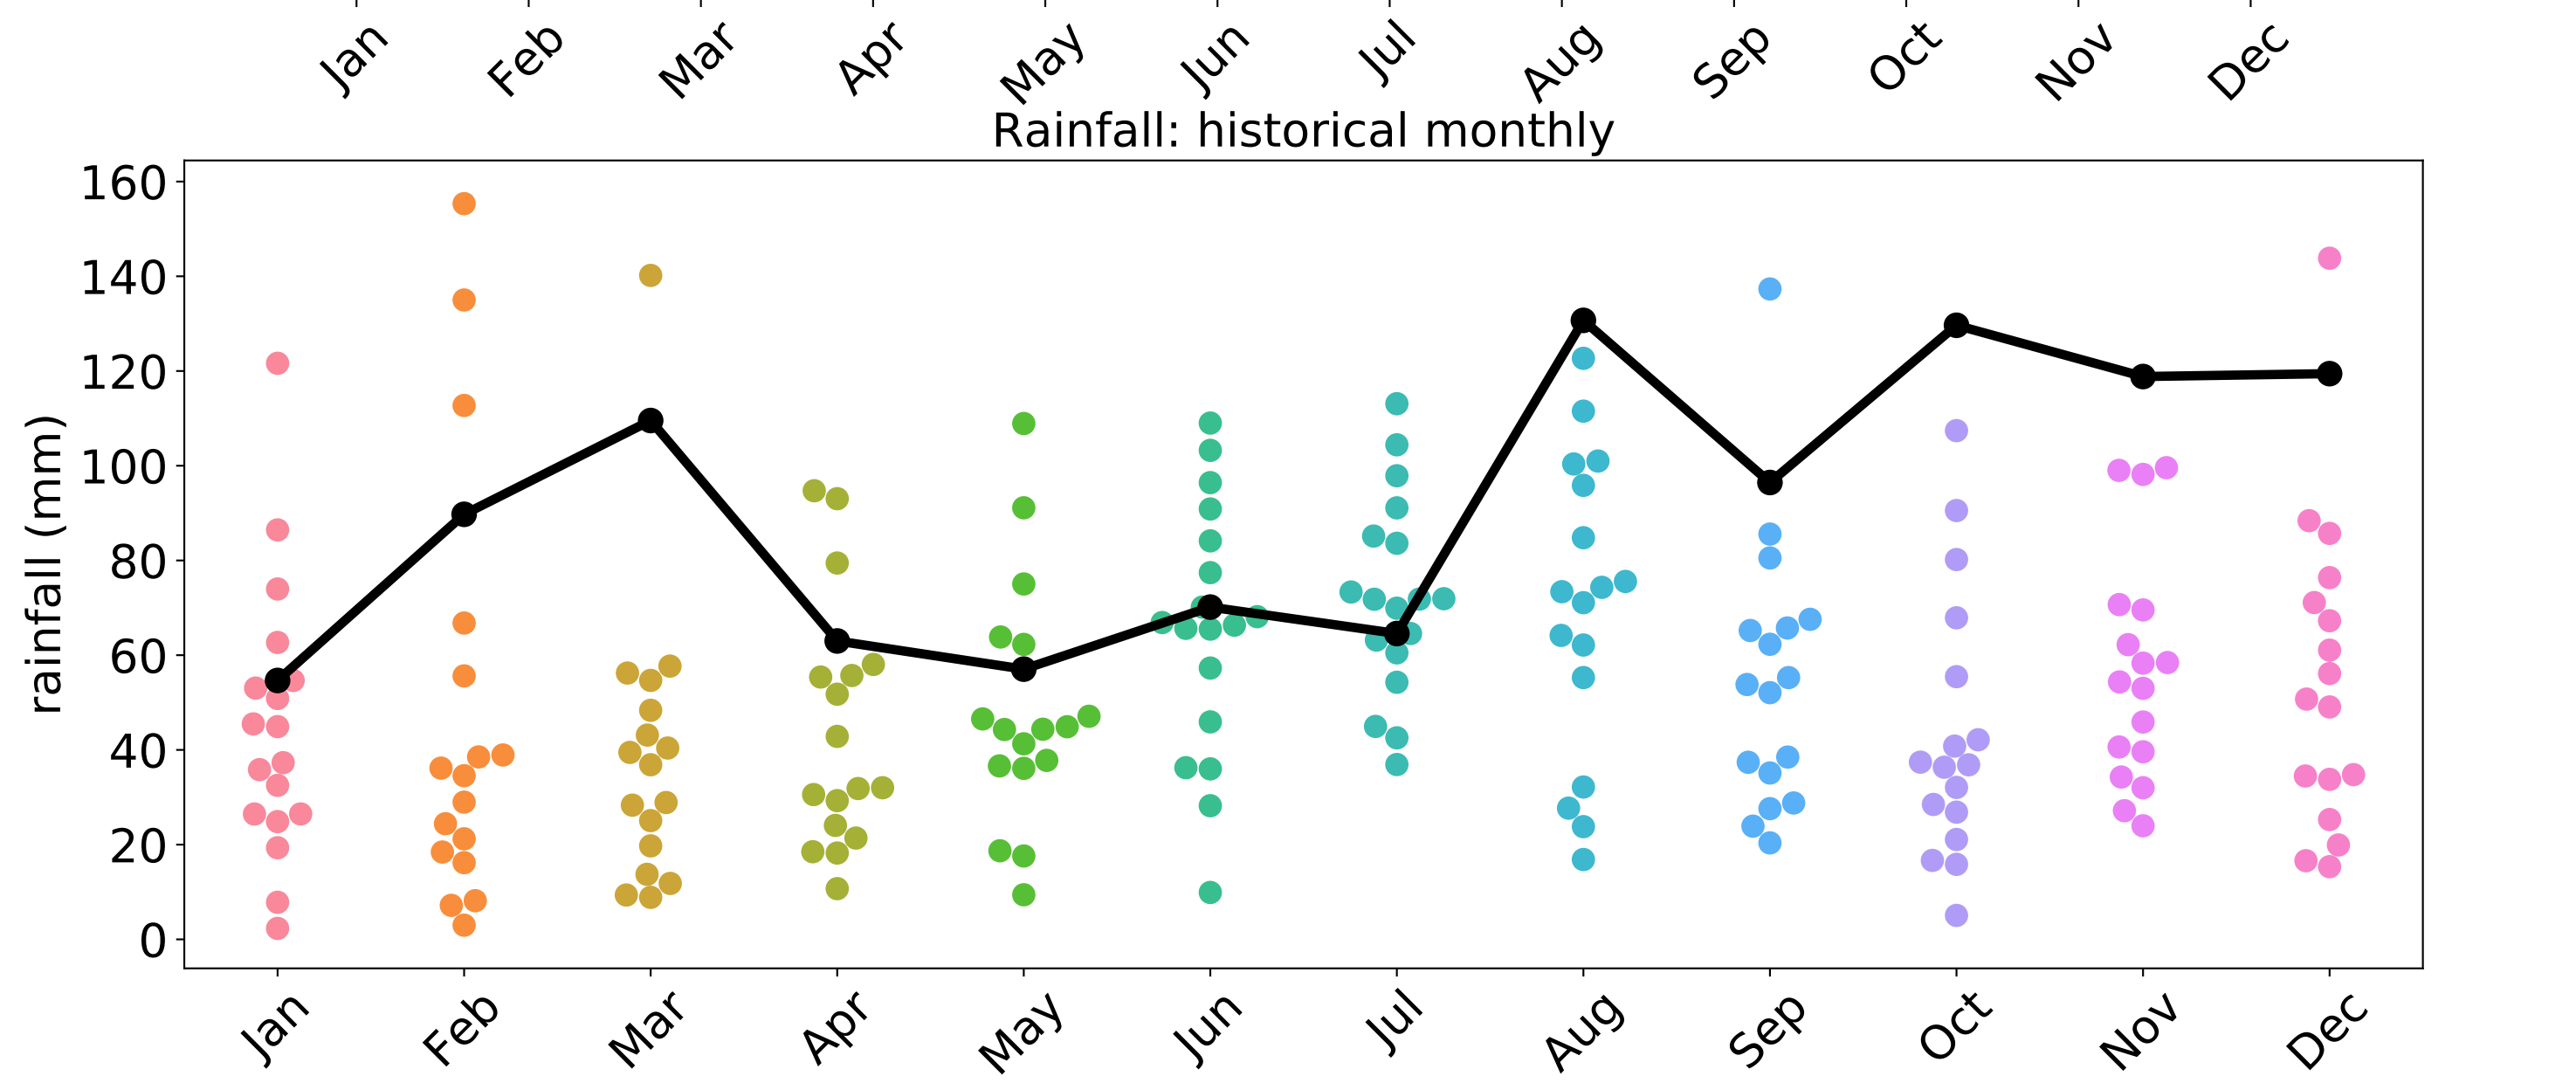 Jan Feb Mar Apr May Jun Jul Aug Sep Oct Nov Dec
Rainfall: historical monthly
rainfall (mm)
160
140
120
100
80
60
40
20
0
Jan Feb Mar Apr May Jun Jul Aug Sep Oct Nov Dec